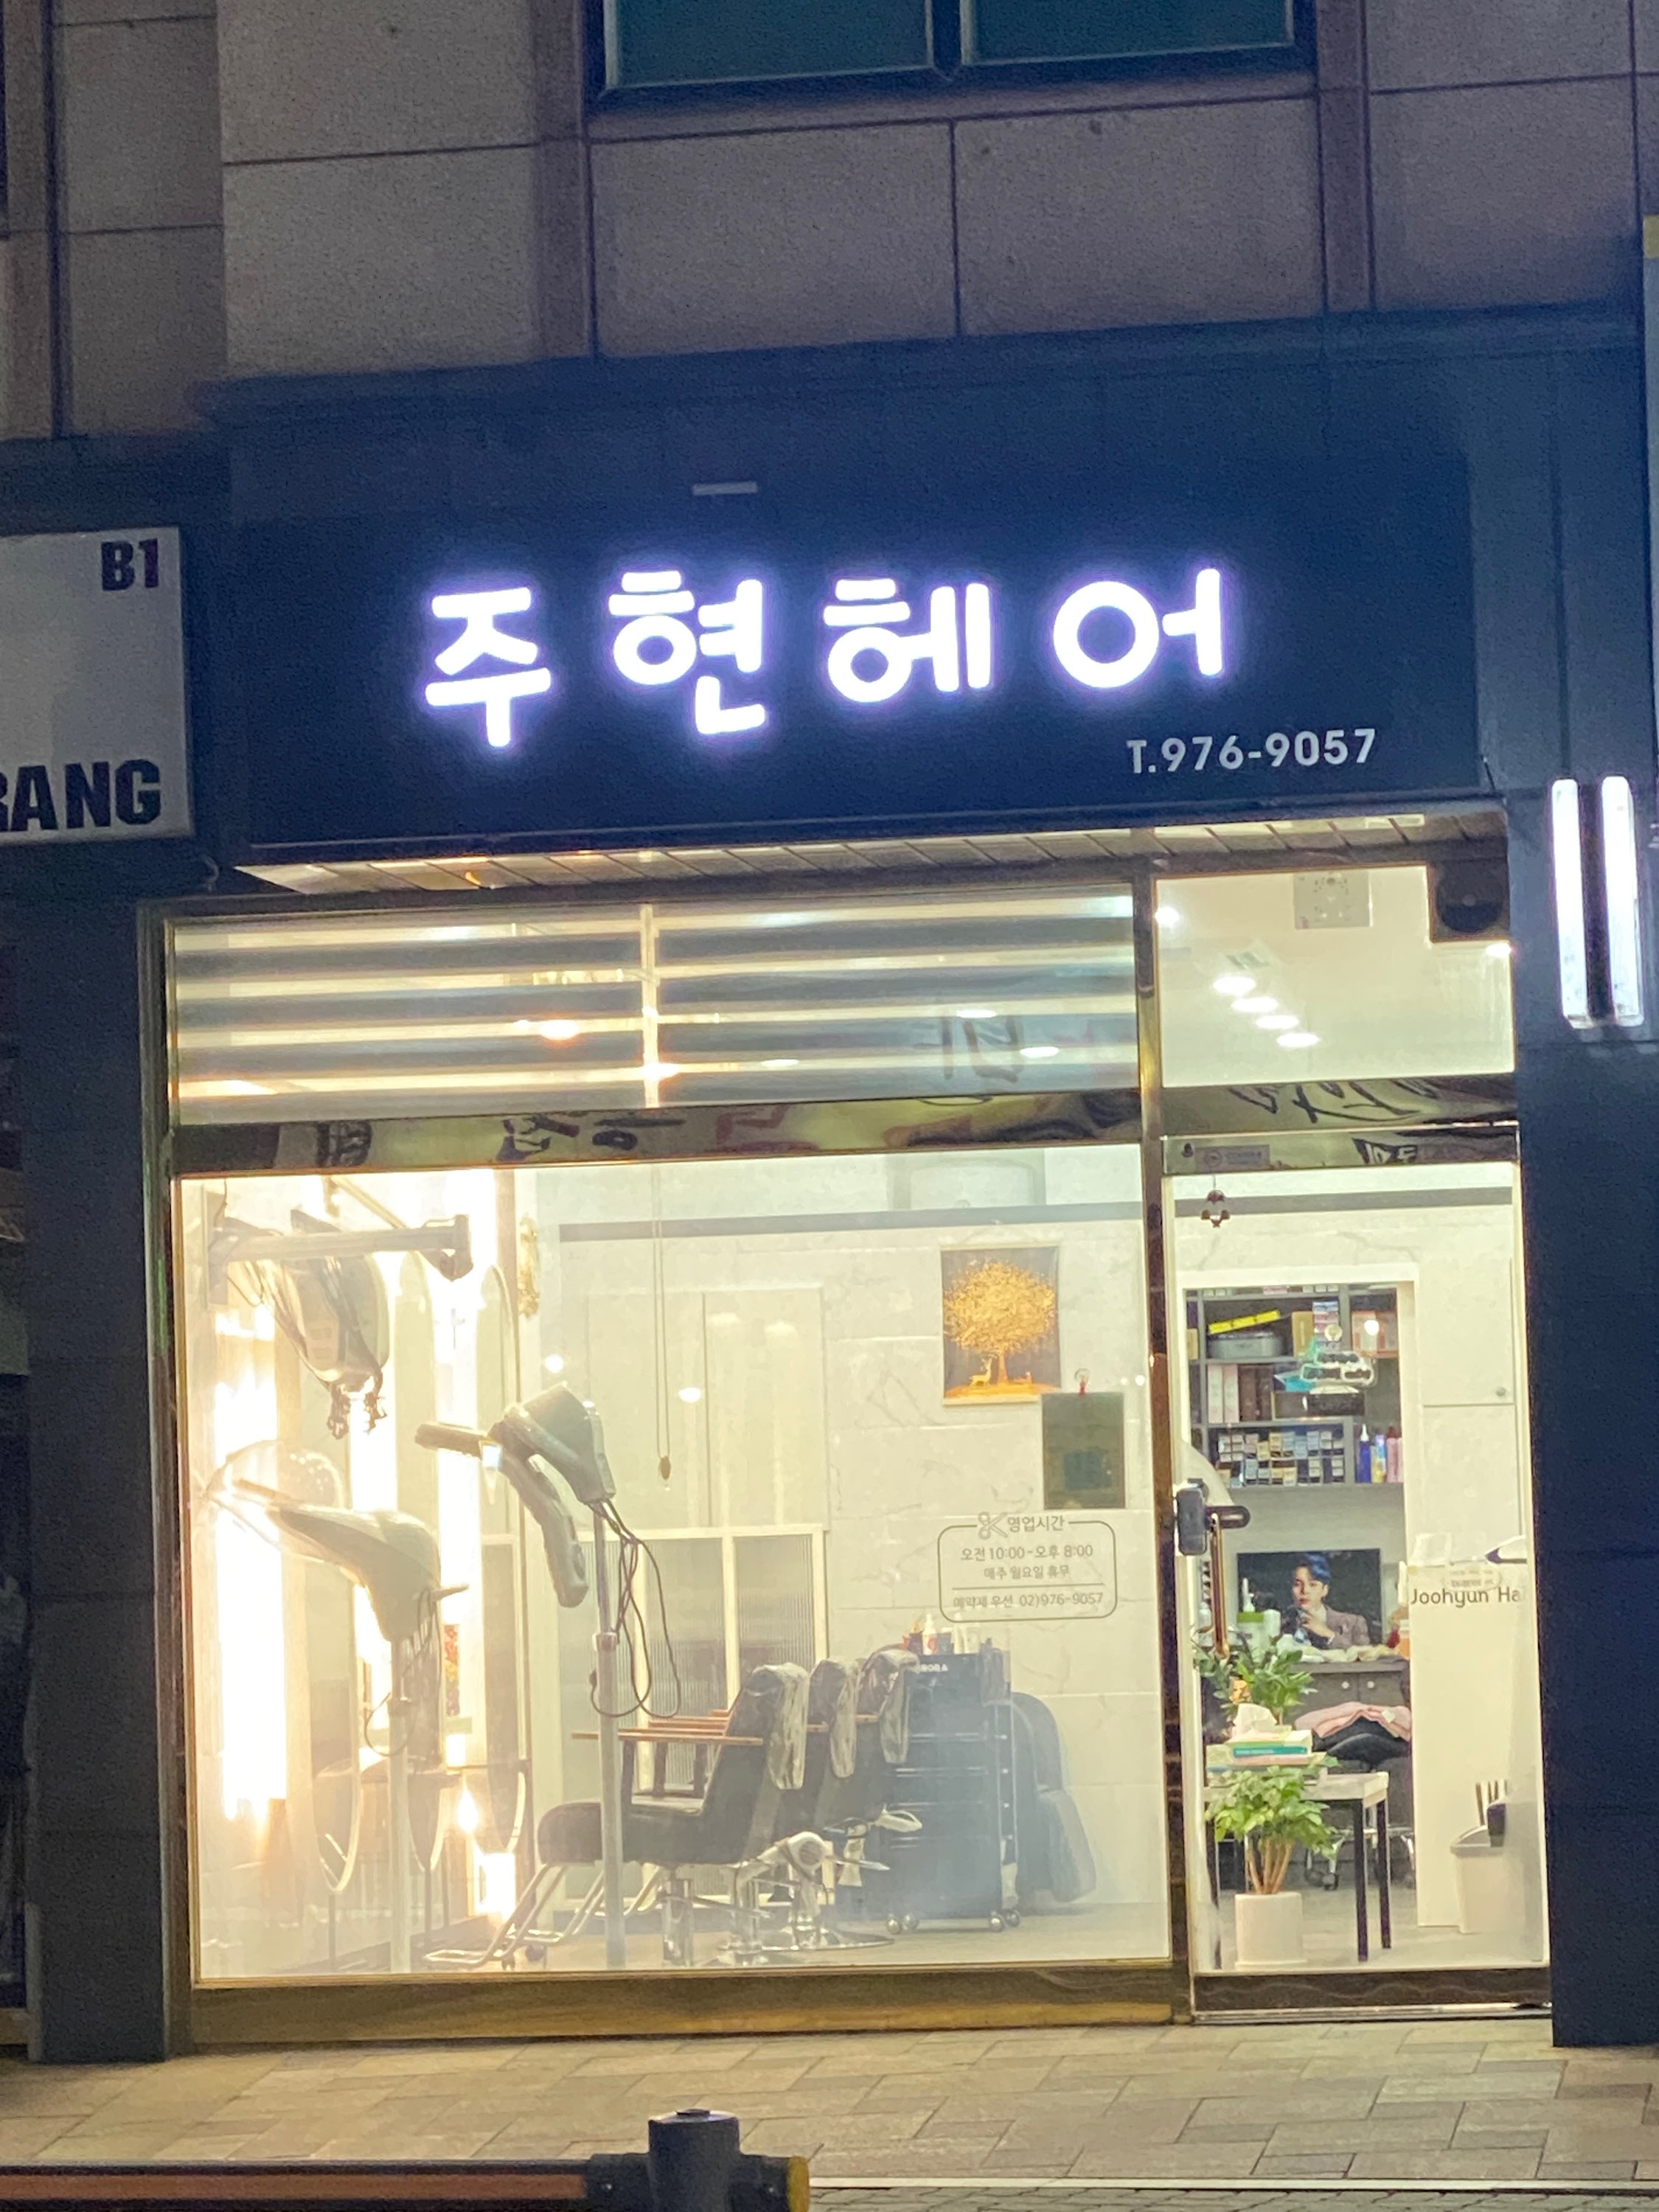 B1
RANG
주현헤어
T.976-9057
영업시간
오전 10:00-오후 8:00
매주 월요일 휴무
예약제 우선 02)976-9057
Joohyun Ha